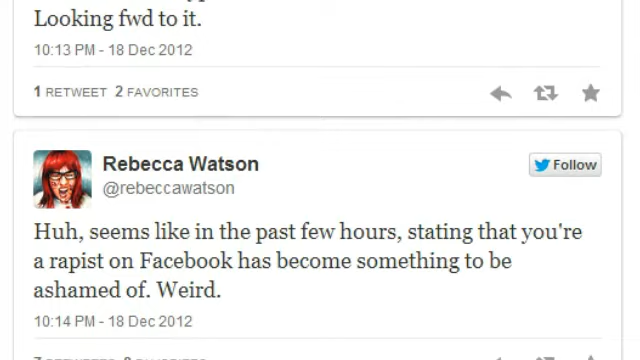 Looking fwd to it.
10:13 PM - 18 Dec 2012
1 RETWEET 2 FAVORITES
Rebecca Watson
Follow
@rebeccawatson
Huh, seems like in the past few hours, stating that you're
a rapist on Facebook has become something to be
ashamed of. Weird.
10:14 PM - 18 Dec 2012